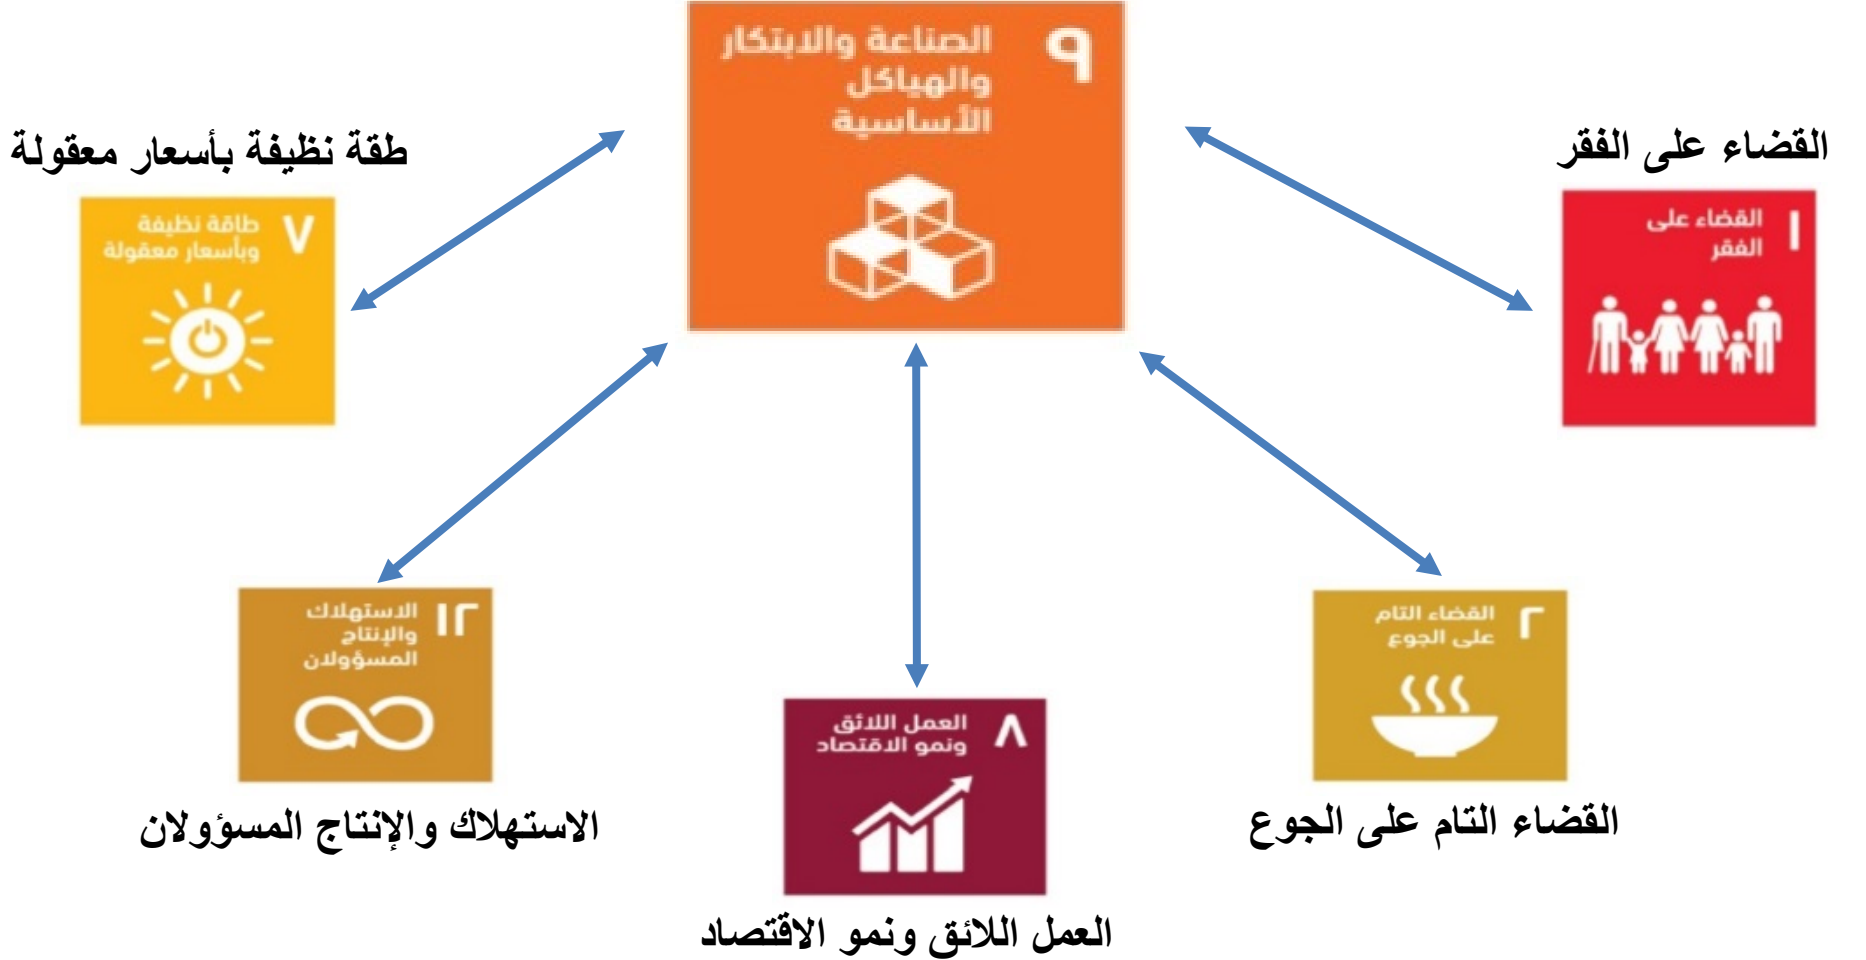 ٩
الصناعة والابتكار
والهياكل
الأساسية
القضاء على الفقر
١
القضاء على
الفقر
طقة نظيفة بأسعار معقولة
٧
طاقة نظيفة
وبأسعار معقولة
٢
القضاء التام
على الجوع
القضاء التام على الجوع
٨
العمل اللائق
ونمو الاقتصاد
العمل اللائق ونمو الاقتصاد
١٢
الاستهلاك
والإنتاج
المسؤولان
الاستهلاك والإنتاج المسؤولان